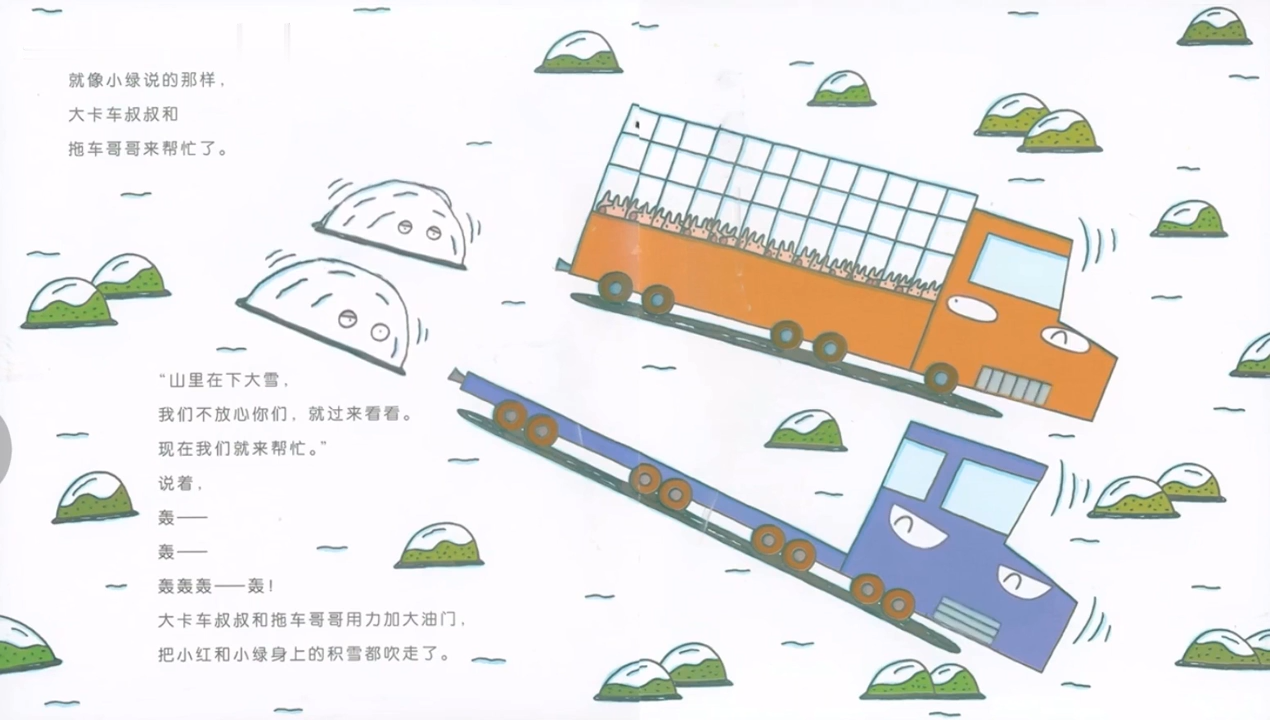 就像小绿说的那样，
大卡车叔叔和
拖车哥哥来帮忙了。
“山里在下大雪，
我们不放心你们，就过来看看。
现在我们就来帮忙。”
说着，
轰——
轰——
轰轰轰——轰！
大卡车叔叔和拖车哥哥用力加大油门，
把小红和小绿身上的积雪都吹走了。